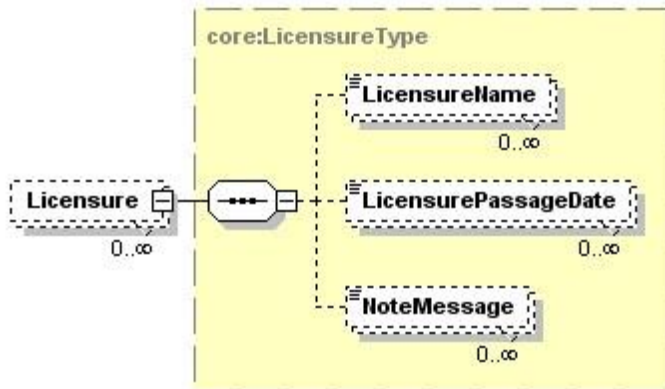 core:LicensureType
LicensureName
0..∞
Licensure
0..∞
LicensurePassageDate
0..∞
NoteMessage
0..∞